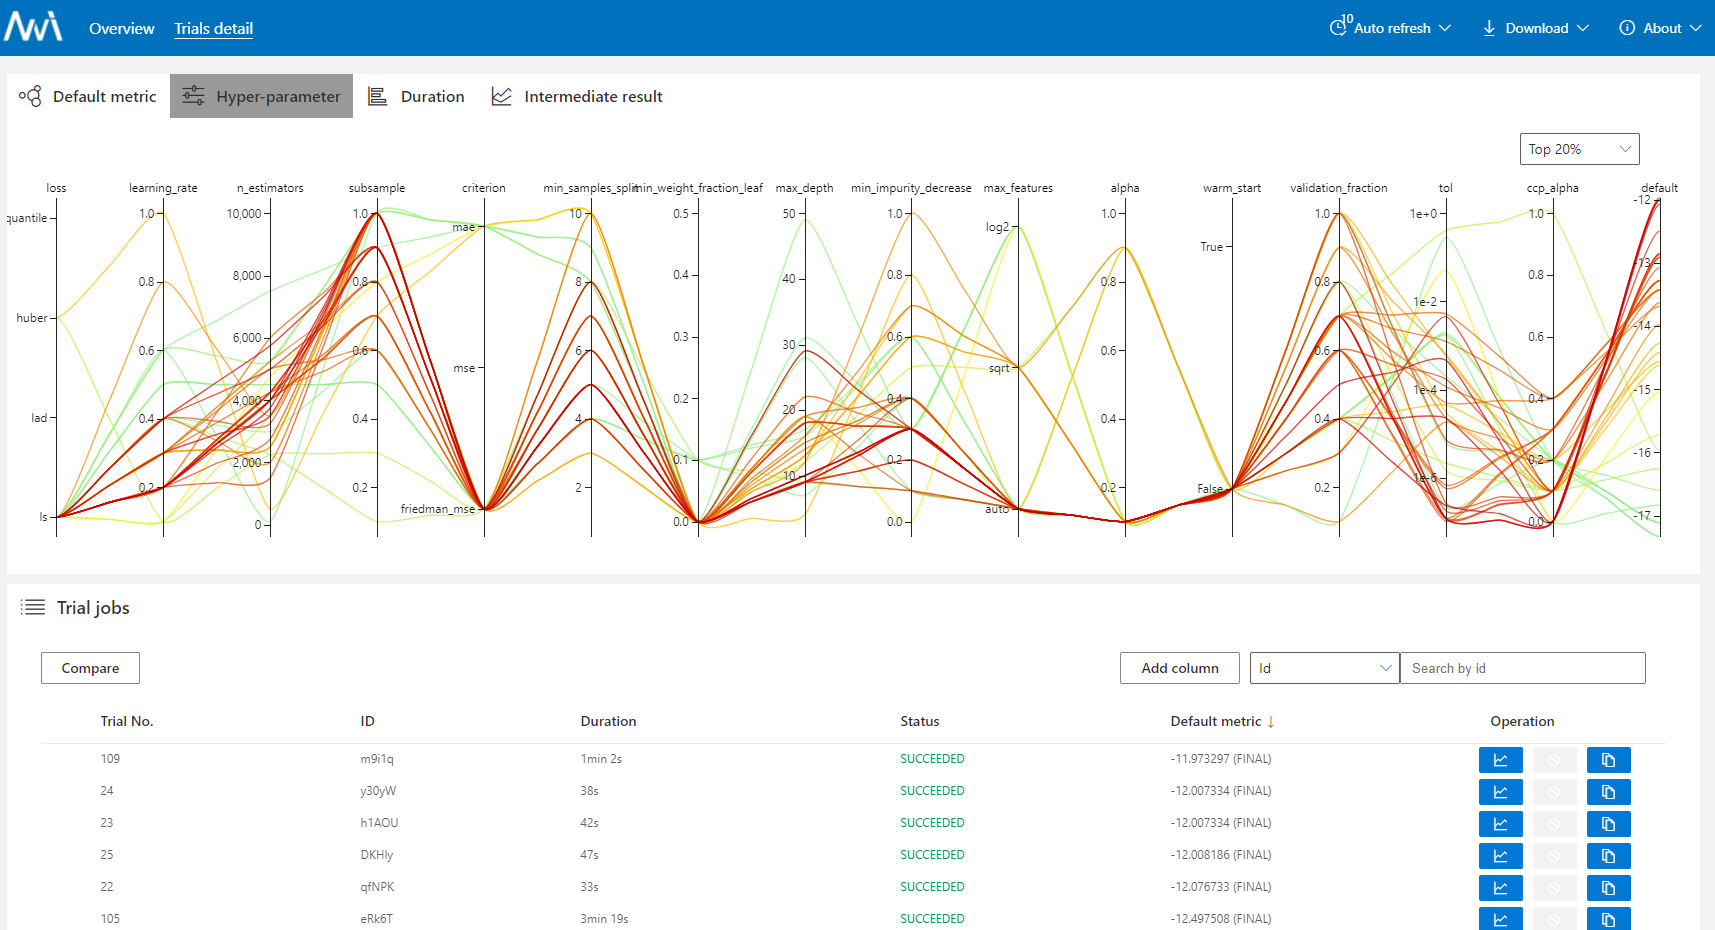 Overview Trials detail 10 Auto refresh Download About
Default metric Hyper-parameter Duration Intermediate result
Top 20%
loss learning_rate n_estimators subsample criterion min_samples_split min_weight_fraction_leaf max_depth min_impurity_decrease max_features alpha warm_start validation_fraction tol ccp_alpha default
quantile
huber
lad
ls
1.0
0.8
0.6
0.4
0.2
10,000
8,000
6,000
4,000
2,000
0
1.0
0.8
0.6
0.4
0.2
mae
mse
friedman_mse
10
8
6
4
2
0.5
0.4
0.3
0.2
0.1
0.0
50
40
30
20
10
1.0
0.8
0.6
0.4
0.2
0.0
log2
sqrt
auto
1.0
0.8
0.6
0.4
0.2
True
False
1.0
0.8
0.6
0.4
0.2
1e+0
1e-2
1e-4
1e-6
1.0
0.8
0.6
0.4
0.2
0.0
-12
-13
-14
-15
-16
-17
Trial jobs
Compare Add column Id Search by id
Trial No. ID Duration Status Default metric ↓ Operation
109 m9i1q 1min 2s SUCCEEDED -11.973297 (FINAL)
24 y30yW 38s SUCCEEDED -12.007334 (FINAL)
23 h1AOU 42s SUCCEEDED -12.007334 (FINAL)
25 DKHly 47s SUCCEEDED -12.008186 (FINAL)
22 qfNPK 33s SUCCEEDED -12.076733 (FINAL)
105 eRk6T 3min 19s SUCCEEDED -12.497508 (FINAL)